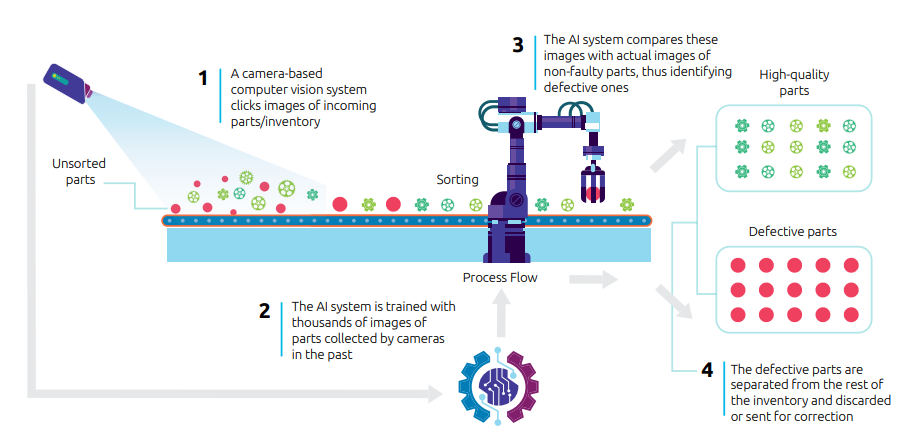 1
A camera-based
computer vision system
clicks images of incoming
parts/inventory
3
The AI system compares these
images with actual images of
non-faulty parts, thus identifying
defective ones
High-quality
parts
Unsorted
parts
Sorting
Defective parts
Process Flow
2
The AI system is trained with
thousands of images of
parts collected by cameras
in the past
4
The defective parts are
separated from the rest of
the inventory and discarded
or sent for correction